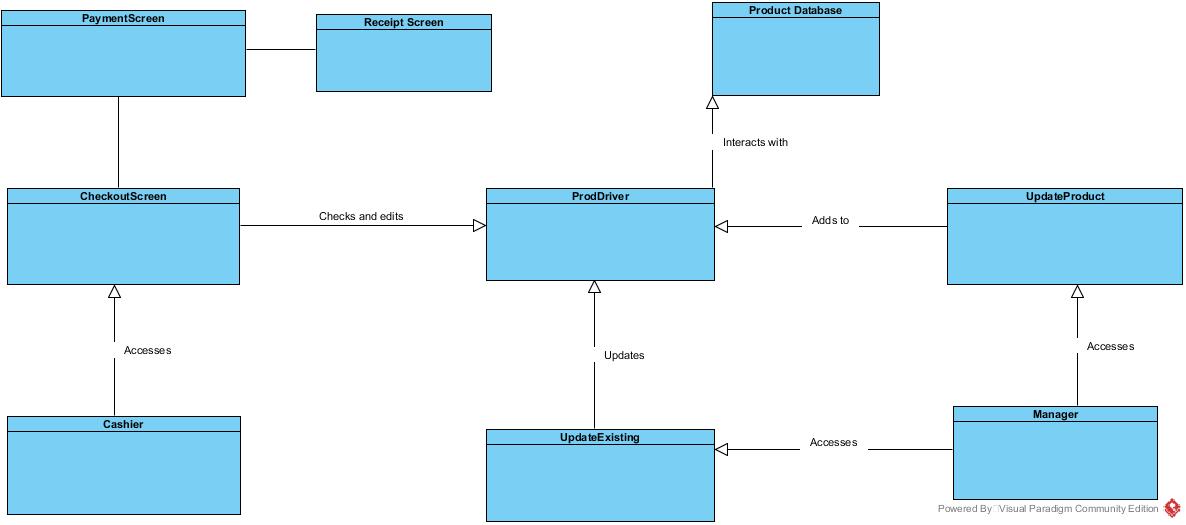 PaymentScreen
Receipt Screen
Product Database
Interacts with
CheckoutScreen
Checks and edits
ProdDriver
Adds to
UpdateProduct
Accesses
Updates
Accesses
Cashier
UpdateExisting
Accesses
Manager
Powered By Visual Paradigm Community Edition